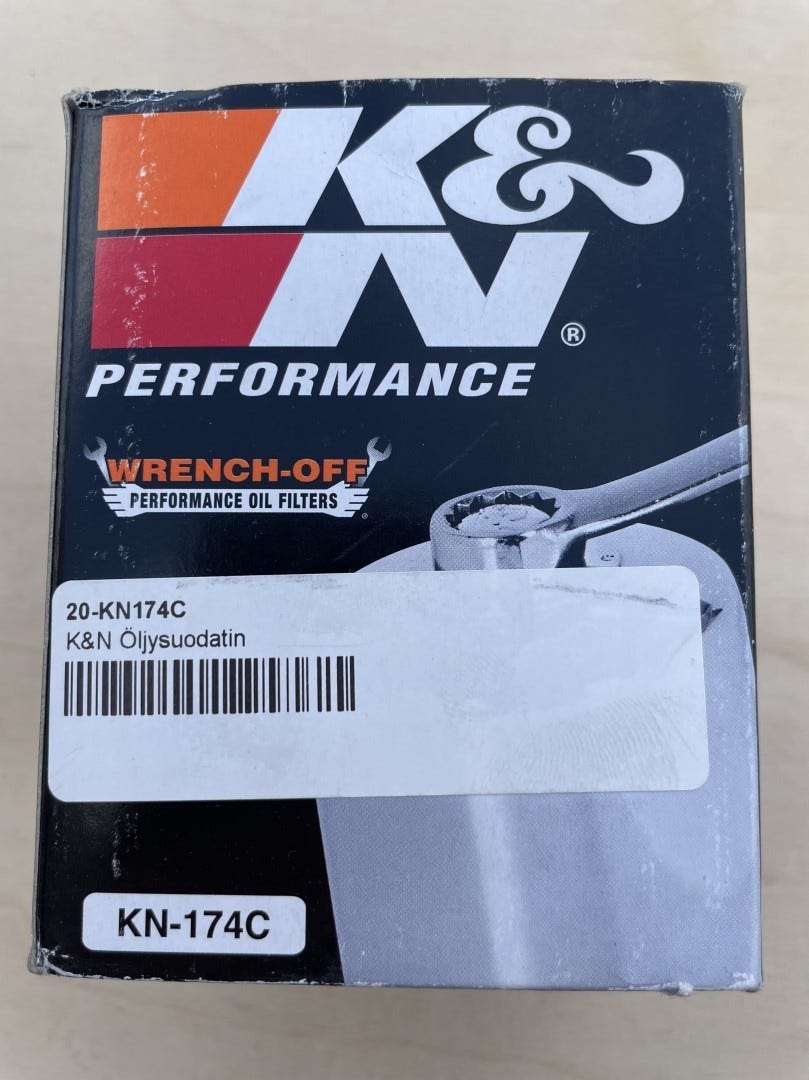 K&
N®
PERFORMANCE
WRENCH-OFF
PERFORMANCE OIL FILTERS®
20-KN174C
K&N Öljysuodatin
KN-174C